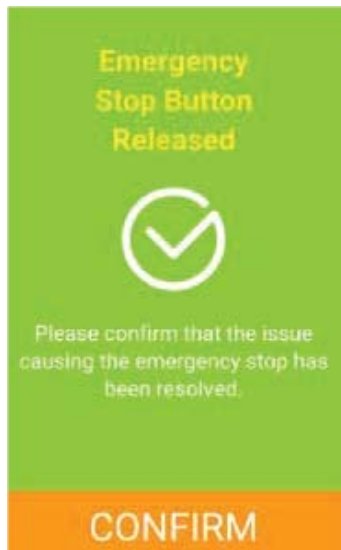 Emergency
Stop Button
Released
Please confirm that the issue
causing the emergency stop has
been resolved.
CONFIRM